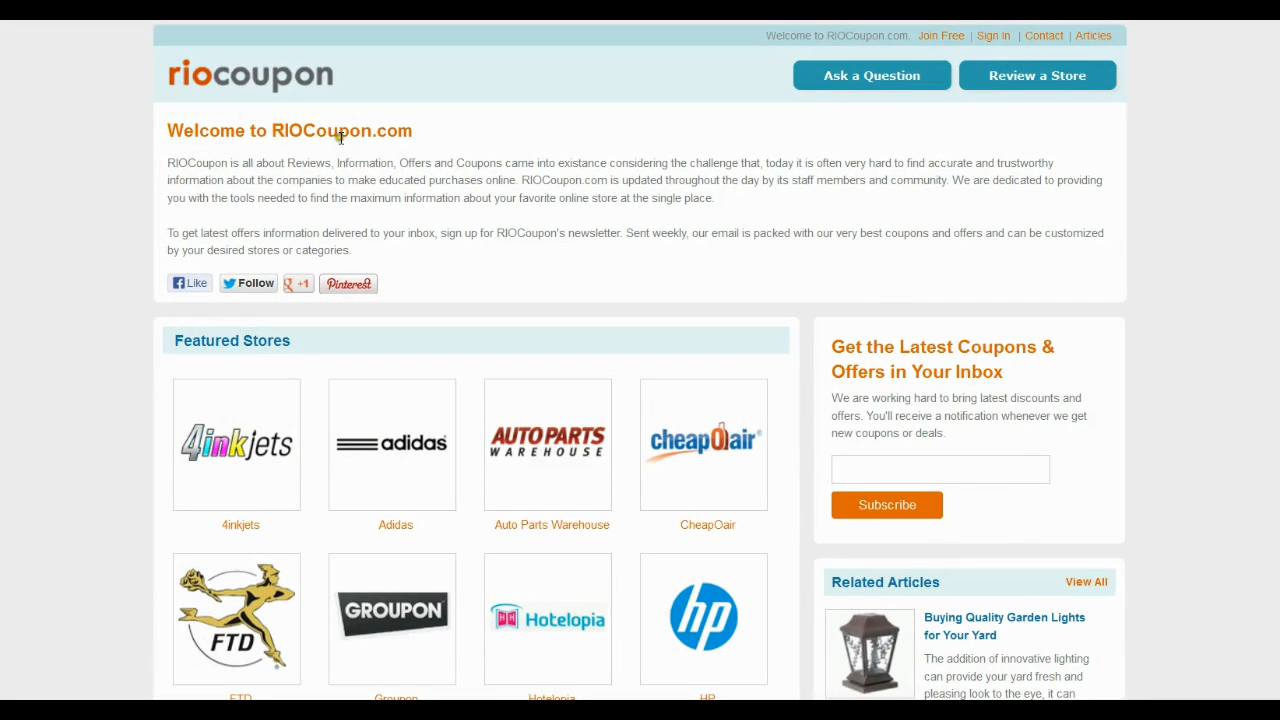 Welcome to RIOCoupon.com. Join Free | Sign In | Contact | Articles
riocoupon
Ask a Question
Review a Store
Welcome to RIOCoupon.com
RIOCoupon is all about Reviews, Information, Offers and Coupons came into existance considering the challenge that, today it is often very hard to find accurate and trustworthy
information about the companies to make educated purchases online. RIOCoupon.com is updated throughout the day by its staff members and community. We are dedicated to providing
you with the tools needed to find the maximum information about your favorite online store at the single place.
To get latest offers information delivered to your inbox, sign up for RIOCoupon's newsletter. Sent weekly, our email is packed with our very best coupons and offers and can be customized
by your desired stores or categories.
Like
Follow
g +1
Pinterest
Featured Stores
4inkjets
adidas
AUTO PARTS
WAREHOUSE
cheapOair®
4inkjets
Adidas
Auto Parts Warehouse
CheapOair
FTD
®
GROUPON
Hotelopia
hp
FTD
Groupon
Hotelopia
HP
Get the Latest Coupons &
Offers in Your Inbox
We are working hard to bring latest discounts and
offers. You'll receive a notification whenever we get
new coupons or deals.
Subscribe
Related Articles
View All
Buying Quality Garden Lights
for Your Yard
The addition of innovative lighting
can provide your yard fresh and
pleasing look to the eye, it can